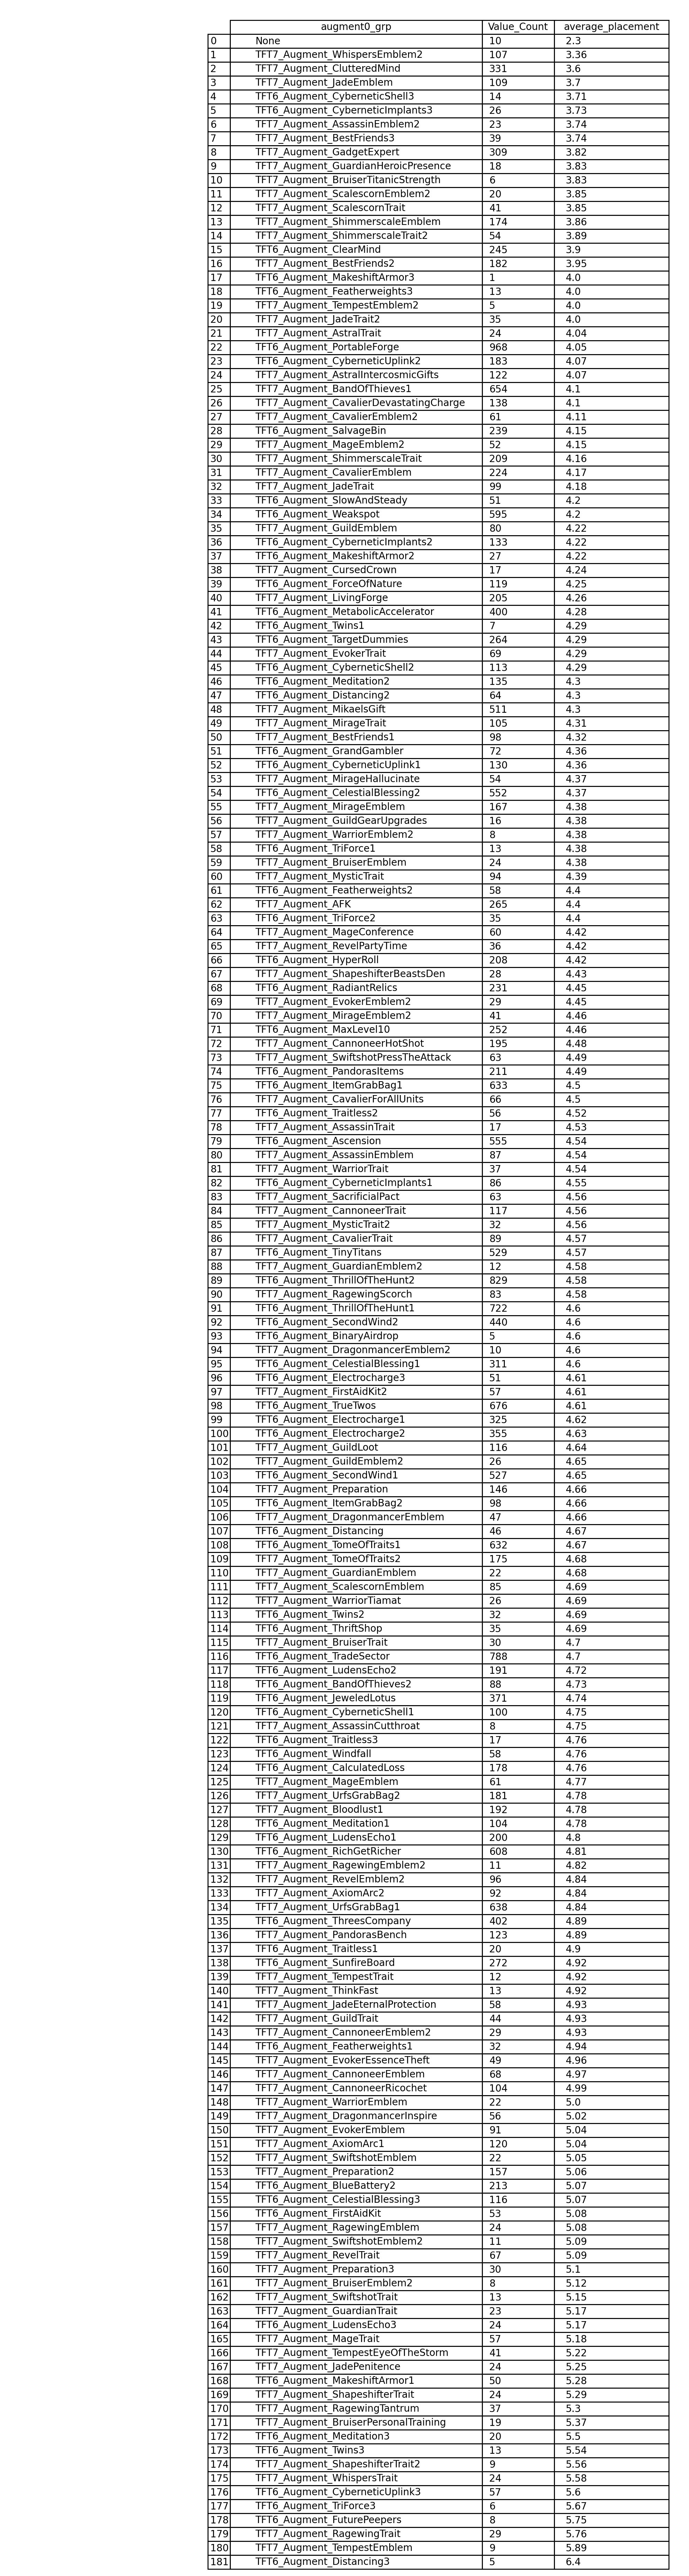 augment0_grp Value_Count average_placement
0 None 10 2.3
1 TFT7_Augment_WhispersEmblem2 107 3.36
2 TFT7_Augment_ClutteredMind 331 3.6
3 TFT7_Augment_JadeEmblem 109 3.7
4 TFT6_Augment_CyberneticShell3 14 3.71
5 TFT6_Augment_CyberneticImplants3 26 3.73
6 TFT7_Augment_AssassinEmblem2 23 3.74
7 TFT7_Augment_BestFriends3 39 3.74
8 TFT7_Augment_GadgetExpert 309 3.82
9 TFT7_Augment_GuardianHeroicPresence 18 3.83
10 TFT7_Augment_BruiserTitanicStrength 6 3.83
11 TFT7_Augment_ScalescornEmblem2 20 3.85
12 TFT7_Augment_ScalescornTrait 41 3.85
13 TFT7_Augment_ShimmerscaleEmblem 174 3.86
14 TFT7_Augment_ShimmerscaleTrait2 54 3.89
15 TFT6_Augment_ClearMind 245 3.9
16 TFT7_Augment_BestFriends2 182 3.95
17 TFT6_Augment_MakeshiftArmor3 1 4.0
18 TFT6_Augment_Featherweights3 13 4.0
19 TFT7_Augment_TempestEmblem2 5 4.0
20 TFT7_Augment_JadeTrait2 35 4.0
21 TFT7_Augment_AstralTrait 24 4.04
22 TFT6_Augment_PortableForge 968 4.05
23 TFT6_Augment_CyberneticUplink2 183 4.07
24 TFT7_Augment_AstralIntercosmicGifts 122 4.07
25 TFT7_Augment_BandOfThieves1 654 4.1
26 TFT7_Augment_CavalierDevastatingCharge 138 4.1
27 TFT7_Augment_CavalierEmblem2 61 4.11
28 TFT6_Augment_SalvageBin 239 4.15
29 TFT7_Augment_MageEmblem2 52 4.15
30 TFT7_Augment_ShimmerscaleTrait 209 4.16
31 TFT7_Augment_CavalierEmblem 224 4.17
32 TFT7_Augment_JadeTrait 99 4.18
33 TFT6_Augment_SlowAndSteady 51 4.2
34 TFT6_Augment_Weakspot 595 4.2
35 TFT7_Augment_GuildEmblem 80 4.22
36 TFT6_Augment_CyberneticImplants2 133 4.22
37 TFT6_Augment_MakeshiftArmor2 27 4.22
38 TFT7_Augment_CursedCrown 17 4.24
39 TFT6_Augment_ForceOfNature 119 4.25
40 TFT7_Augment_LivingForge 205 4.26
41 TFT6_Augment_MetabolicAccelerator 400 4.28
42 TFT6_Augment_Twins1 7 4.29
43 TFT6_Augment_TargetDummies 264 4.29
44 TFT7_Augment_EvokerTrait 69 4.29
45 TFT6_Augment_CyberneticShell2 113 4.29
46 TFT6_Augment_Meditation2 135 4.3
47 TFT6_Augment_Distancing2 64 4.3
48 TFT7_Augment_MikaelsGift 511 4.3
49 TFT7_Augment_MirageTrait 105 4.31
50 TFT7_Augment_BestFriends1 98 4.32
51 TFT6_Augment_GrandGambler 72 4.36
52 TFT6_Augment_CyberneticUplink1 130 4.36
53 TFT7_Augment_MirageHallucinate 54 4.37
54 TFT6_Augment_CelestialBlessing2 552 4.37
55 TFT7_Augment_MirageEmblem 167 4.38
56 TFT7_Augment_GuildGearUpgrades 16 4.38
57 TFT7_Augment_WarriorEmblem2 8 4.38
58 TFT6_Augment_TriForce1 13 4.38
59 TFT7_Augment_BruiserEmblem 24 4.38
60 TFT7_Augment_MysticTrait 94 4.39
61 TFT6_Augment_Featherweights2 58 4.4
62 TFT7_Augment_AFK 265 4.4
63 TFT6_Augment_TriForce2 35 4.4
64 TFT7_Augment_MageConference 60 4.42
65 TFT7_Augment_RevelPartyTime 36 4.42
66 TFT6_Augment_HyperRoll 208 4.42
67 TFT7_Augment_ShapeshifterBeastsDen 28 4.43
68 TFT6_Augment_RadiantRelics 231 4.45
69 TFT7_Augment_EvokerEmblem2 29 4.45
70 TFT7_Augment_MirageEmblem2 41 4.46
71 TFT6_Augment_MaxLevel10 252 4.46
72 TFT7_Augment_CannoneerHotShot 195 4.48
73 TFT7_Augment_SwiftshotPressTheAttack 63 4.49
74 TFT6_Augment_PandorasItems 211 4.49
75 TFT6_Augment_ItemGrabBag1 633 4.5
76 TFT7_Augment_CavalierForAllUnits 66 4.5
77 TFT6_Augment_Traitless2 56 4.52
78 TFT7_Augment_AssassinTrait 17 4.53
79 TFT6_Augment_Ascension 555 4.54
80 TFT7_Augment_AssassinEmblem 87 4.54
81 TFT7_Augment_WarriorTrait 37 4.54
82 TFT6_Augment_CyberneticImplants1 86 4.55
83 TFT7_Augment_SacrificialPact 63 4.56
84 TFT7_Augment_CannoneerTrait 117 4.56
85 TFT7_Augment_MysticTrait2 32 4.56
86 TFT7_Augment_CavalierTrait 89 4.57
87 TFT6_Augment_TinyTitans 529 4.57
88 TFT7_Augment_GuardianEmblem2 12 4.58
89 TFT6_Augment_ThrillOfTheHunt2 829 4.58
90 TFT7_Augment_RagewingScorch 83 4.58
91 TFT6_Augment_ThrillOfTheHunt1 722 4.6
92 TFT6_Augment_SecondWind2 440 4.6
93 TFT6_Augment_BinaryAirdrop 5 4.6
94 TFT7_Augment_DragonmancerEmblem2 10 4.6
95 TFT6_Augment_CelestialBlessing1 311 4.6
96 TFT6_Augment_Electrocharge3 51 4.61
97 TFT7_Augment_FirstAidKit2 57 4.61
98 TFT6_Augment_TrueTwos 676 4.61
99 TFT6_Augment_Electrocharge1 325 4.62
100 TFT6_Augment_Electrocharge2 355 4.63
101 TFT7_Augment_GuildLoot 116 4.64
102 TFT7_Augment_GuildEmblem2 26 4.65
103 TFT6_Augment_SecondWind1 527 4.65
104 TFT7_Augment_Preparation 146 4.66
105 TFT6_Augment_ItemGrabBag2 98 4.66
106 TFT7_Augment_DragonmancerEmblem 47 4.66
107 TFT6_Augment_Distancing 46 4.67
108 TFT6_Augment_TomeOfTraits1 632 4.67
109 TFT7_Augment_TomeOfTraits2 175 4.68
110 TFT7_Augment_GuardianEmblem 22 4.68
111 TFT7_Augment_ScalescornEmblem 85 4.69
112 TFT7_Augment_WarriorTiamat 26 4.69
113 TFT6_Augment_Twins2 32 4.69
114 TFT6_Augment_ThriftShop 35 4.69
115 TFT7_Augment_BruiserTrait 30 4.7
116 TFT6_Augment_TradeSector 788 4.7
117 TFT6_Augment_LudensEcho2 191 4.72
118 TFT6_Augment_BandOfThieves2 88 4.73
119 TFT6_Augment_JeweledLotus 371 4.74
120 TFT6_Augment_CyberneticShell1 100 4.75
121 TFT7_Augment_AssassinCutthroat 8 4.75
122 TFT6_Augment_Traitless3 17 4.76
123 TFT6_Augment_Windfall 58 4.76
124 TFT6_Augment_CalculatedLoss 178 4.76
125 TFT7_Augment_MageEmblem 61 4.77
126 TFT7_Augment_UrfsGrabBag2 181 4.78
127 TFT7_Augment_Bloodlust1 192 4.78
128 TFT6_Augment_Meditation1 104 4.78
129 TFT6_Augment_LudensEcho1 200 4.8
130 TFT6_Augment_RichGetRicher 608 4.81
131 TFT7_Augment_RagewingEmblem2 11 4.82
132 TFT7_Augment_RevelEmblem2 96 4.84
133 TFT7_Augment_AxiomArc2 92 4.84
134 TFT7_Augment_UrfsGrabBag1 638 4.84
135 TFT6_Augment_ThreesCompany 402 4.89
136 TFT7_Augment_PandorasBench 123 4.89
137 TFT6_Augment_Traitless1 20 4.9
138 TFT6_Augment_SunfireBoard 272 4.92
139 TFT7_Augment_TempestTrait 12 4.92
140 TFT7_Augment_ThinkFast 13 4.92
141 TFT7_Augment_JadeEternalProtection 58 4.93
142 TFT7_Augment_GuildTrait 44 4.93
143 TFT7_Augment_CannoneerEmblem2 29 4.93
144 TFT6_Augment_Featherweights1 32 4.94
145 TFT7_Augment_EvokerEssenceTheft 49 4.96
146 TFT7_Augment_CannoneerEmblem 68 4.97
147 TFT7_Augment_CannoneerRicochet 104 4.99
148 TFT7_Augment_WarriorEmblem 22 5.0
149 TFT7_Augment_DragonmancerInspire 56 5.02
150 TFT7_Augment_EvokerEmblem 91 5.04
151 TFT7_Augment_AxiomArc1 120 5.04
152 TFT7_Augment_SwiftshotEmblem 22 5.05
153 TFT7_Augment_Preparation2 157 5.06
154 TFT6_Augment_BlueBattery2 213 5.07
155 TFT6_Augment_CelestialBlessing3 116 5.07
156 TFT6_Augment_FirstAidKit 53 5.08
157 TFT7_Augment_RagewingEmblem 24 5.08
158 TFT7_Augment_SwiftshotEmblem2 11 5.09
159 TFT7_Augment_RevelTrait 67 5.09
160 TFT7_Augment_Preparation3 30 5.1
161 TFT7_Augment_BruiserEmblem2 8 5.12
162 TFT7_Augment_SwiftshotTrait 13 5.15
163 TFT7_Augment_GuardianTrait 23 5.17
164 TFT6_Augment_LudensEcho3 24 5.17
165 TFT7_Augment_MageTrait 57 5.18
166 TFT7_Augment_TempestEyeOfTheStorm 41 5.22
167 TFT7_Augment_JadePenitence 24 5.25
168 TFT6_Augment_MakeshiftArmor1 50 5.28
169 TFT7_Augment_ShapeshifterTrait 24 5.29
170 TFT7_Augment_RagewingTantrum 37 5.3
171 TFT7_Augment_BruiserPersonalTraining 19 5.37
172 TFT6_Augment_Meditation3 20 5.5
173 TFT6_Augment_Twins3 13 5.54
174 TFT7_Augment_ShapeshifterTrait2 9 5.56
175 TFT7_Augment_WhispersTrait 24 5.58
176 TFT6_Augment_CyberneticUplink3 57 5.6
177 TFT6_Augment_TriForce3 6 5.67
178 TFT6_Augment_FuturePeepers 8 5.75
179 TFT7_Augment_RagewingTrait 29 5.76
180 TFT7_Augment_TempestEmblem 9 5.89
181 TFT6_Augment_Distancing3 5 6.4